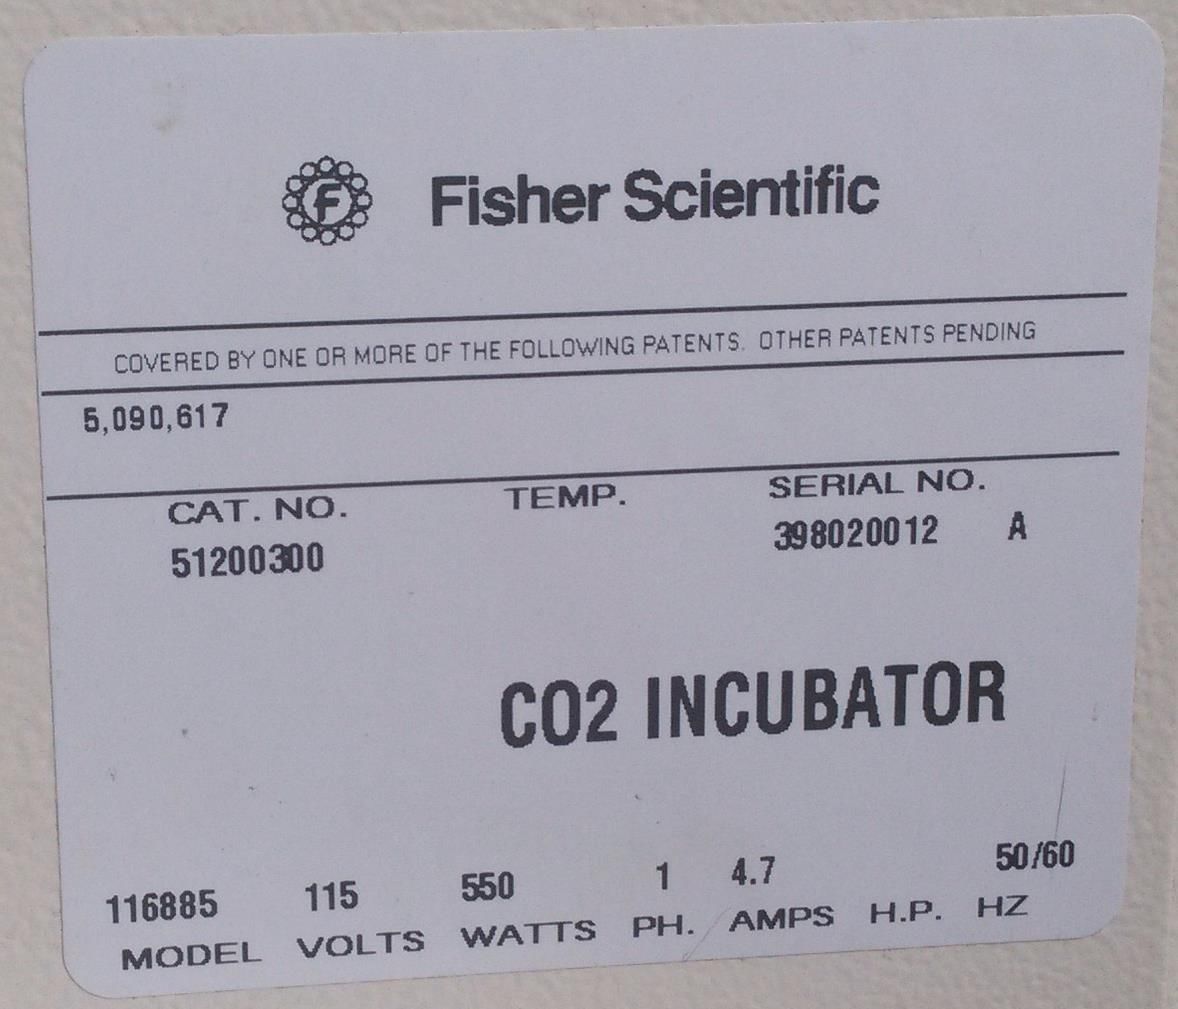 F Fisher Scientific
COVERED BY ONE OR MORE OF THE FOLLOWING PATENTS. OTHER PATENTS PENDING
5,090,617
CAT. NO. TEMP. SERIAL NO.
51200300 398020012 A
CO2 INCUBATOR
116885 115 550 1 4.7 50/60
MODEL VOLTS WATTS PH. AMPS H.P. HZ